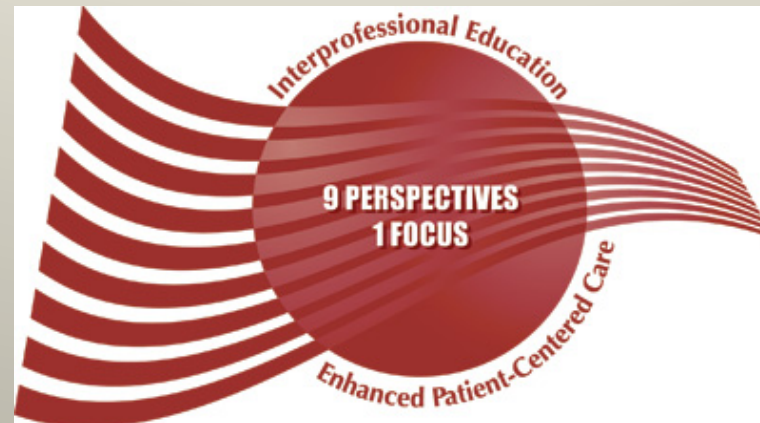 Interprofessional Education
9 PERSPECTIVES
1 FOCUS
Enhanced Patient-Centered Care